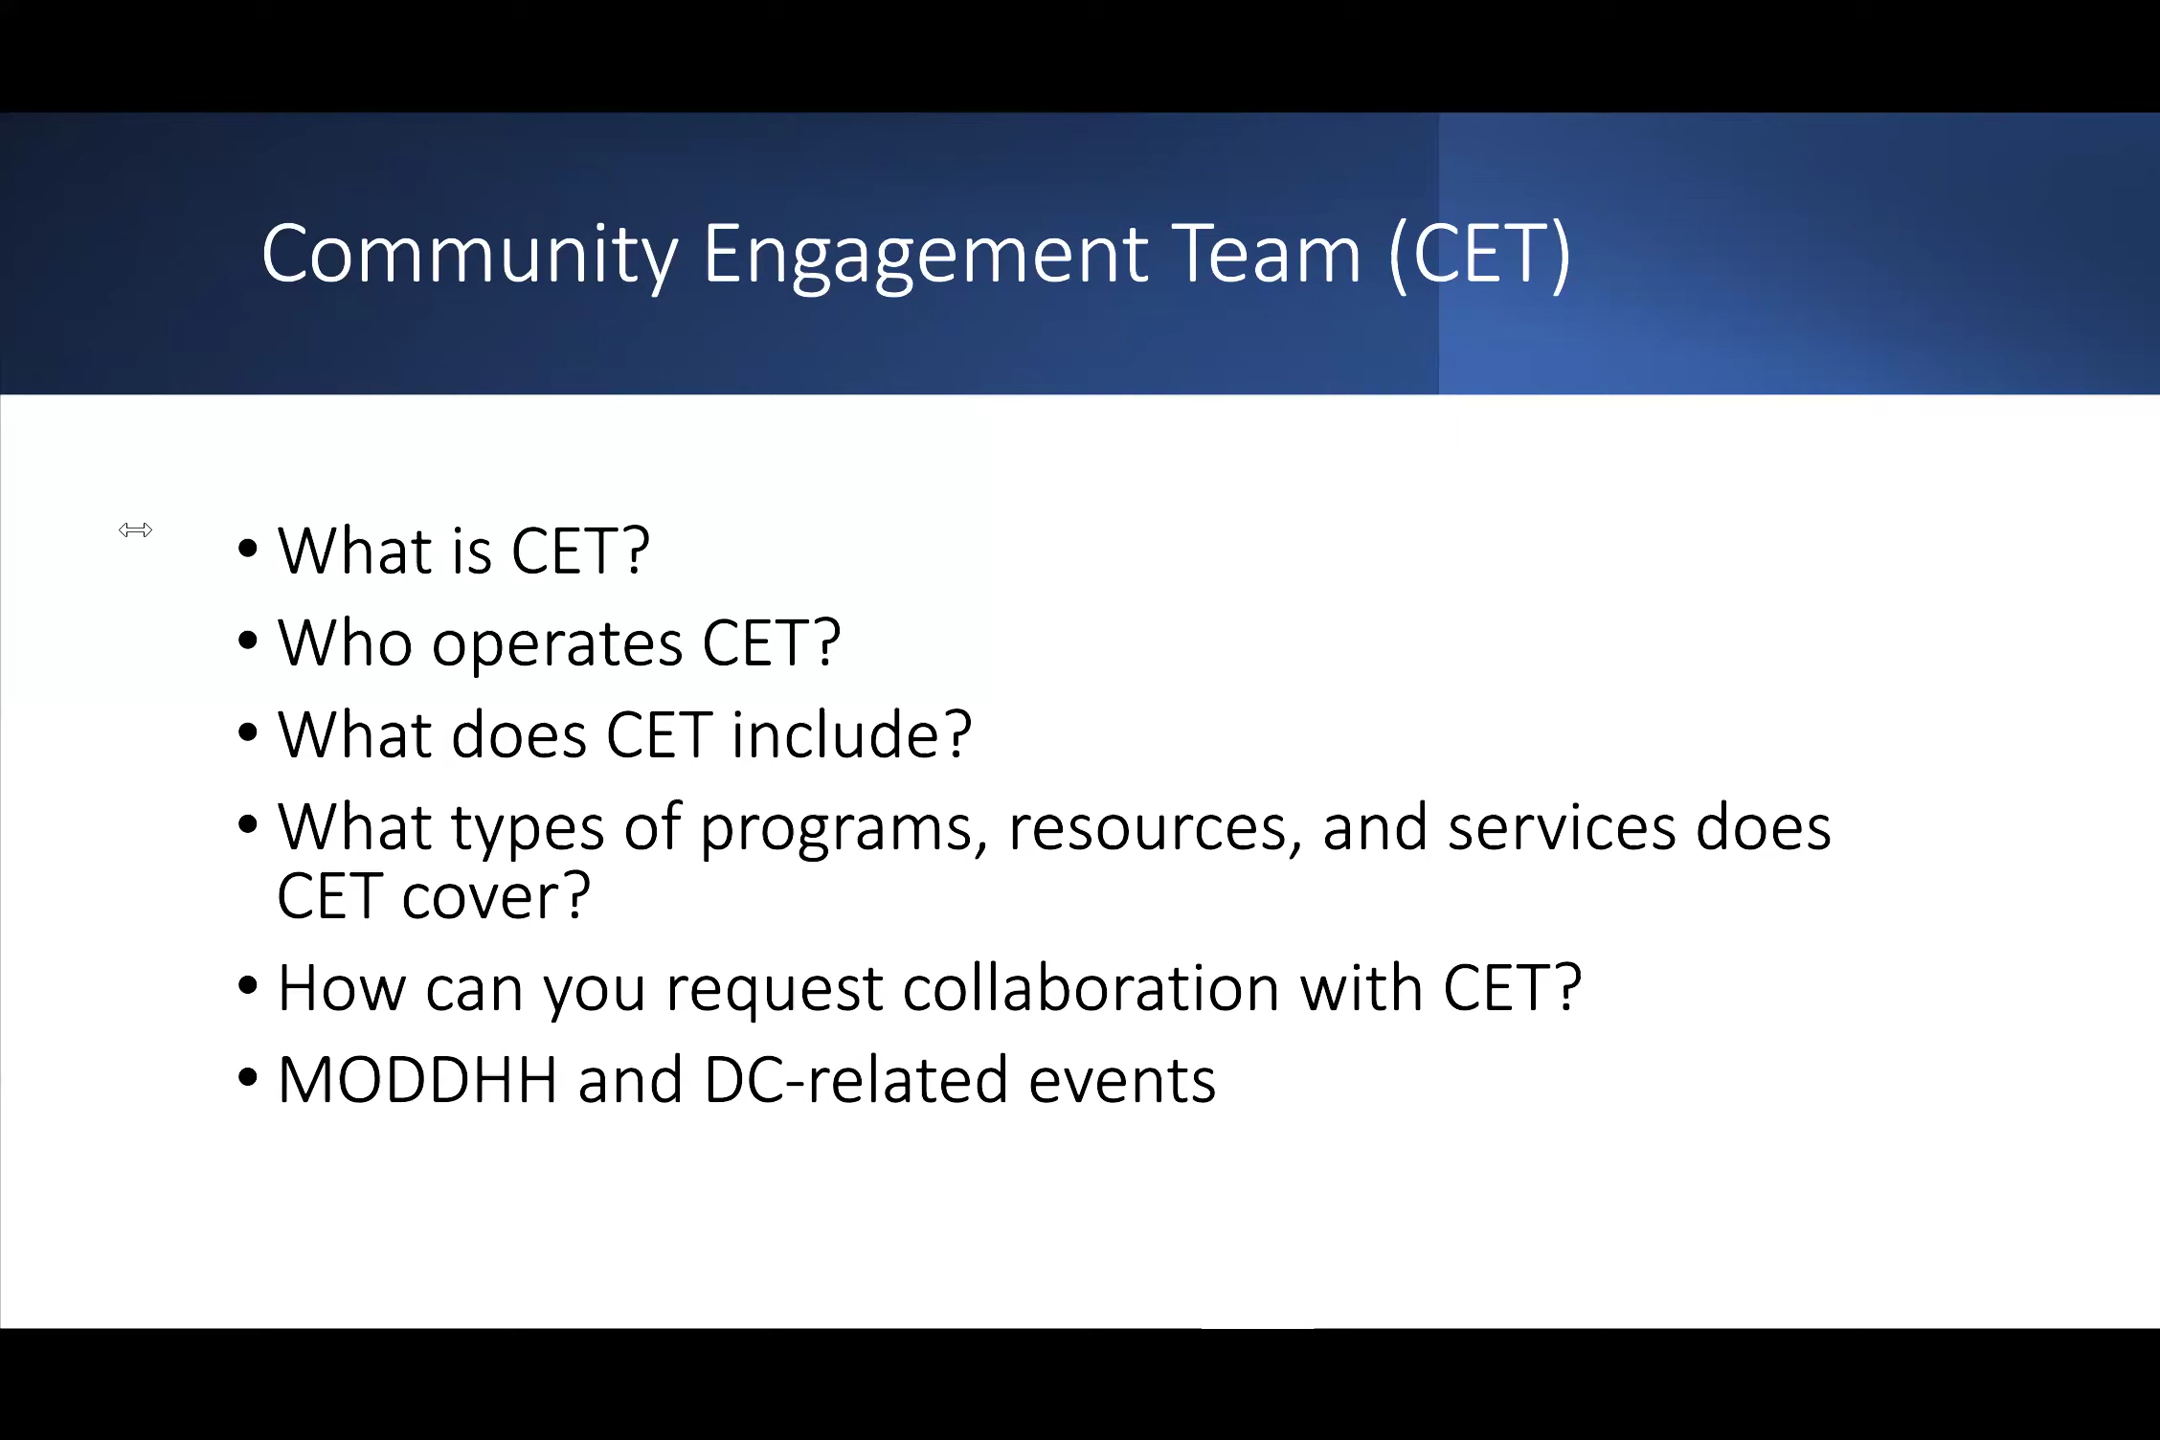 Community Engagement Team (CET)
• What is CET?
• Who operates CET?
• What does CET include?
• What types of programs, resources, and services does
CET cover?
• How can you request collaboration with CET?
• MODDHH and DC-related events